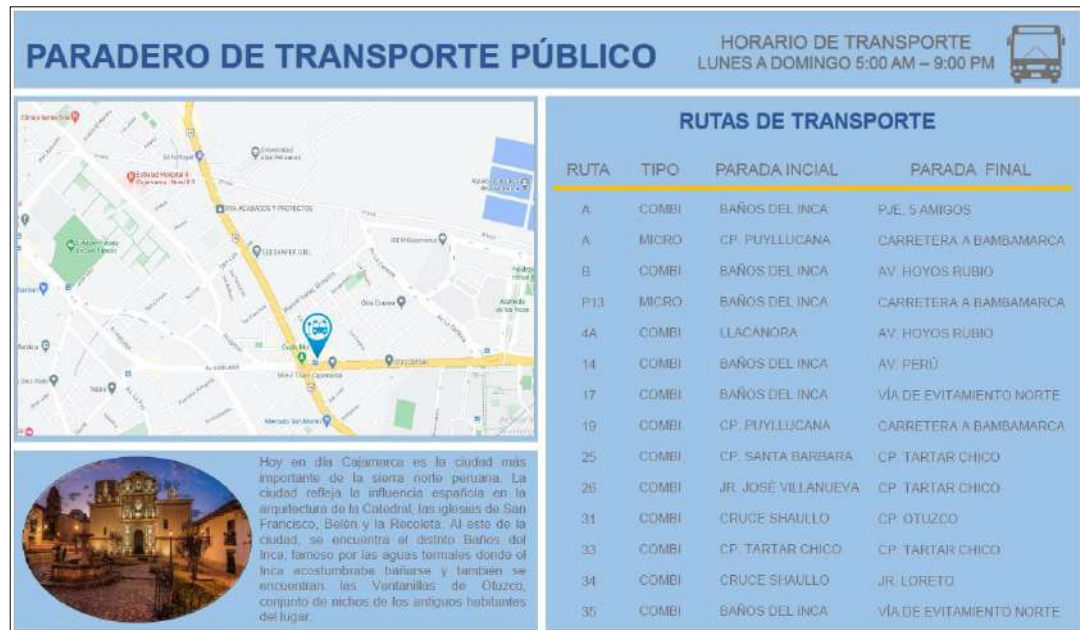 PARADERO DE TRANSPORTE PÚBLICO
HORARIO DE TRANSPORTE
LUNES A DOMINGO 5:00 AM – 9:00 PM
Mercado San Martin
Hoy en día Cajamarca es la ciudad más
importante de la sierra norte peruana. La
ciudad refleja la influencia española en la
arquitectura de la Catedral, las iglesias de San
Francisco, Belén y la Recoleta. Al este de la
ciudad, se encuentra el distrito Baños del
Inca, famoso por las aguas termales donde el
Inca acostumbraba bañarse y también se
encuentran las Ventanillas de Otuzco,
conjunto de nichos de los antiguos habitantes
del lugar.
RUTAS DE TRANSPORTE
RUTA TIPO PARADA INCIAL PARADA FINAL
A COMBI BAÑOS DEL INCA PJE. 5 AMIGOS
A MICRO CP. PUYLLUCANA CARRETERA A BAMBAMARCA
B COMBI BAÑOS DEL INCA AV. HOYOS RUBIO
P13 MICRO BAÑOS DEL INCA CARRETERA A BAMBAMARCA
4A COMBI LLACANORA AV. HOYOS RUBIO
14 COMBI BAÑOS DEL INCA AV. PERÚ
17 COMBI BAÑOS DEL INCA VÍA DE EVITAMIENTO NORTE
19 COMBI CP. PUYLLUCANA CARRETERA A BAMBAMARCA
25 COMBI CP. SANTA BARBARA CP. TARTAR CHICO
26 COMBI JR. JOSÉ VILLANUEVA CP. TARTAR CHICO
31 COMBI CRUCE SHAULLO CP. OTUZCO
33 COMBI CP. TARTAR CHICO CP. TARTAR CHICO
34 COMBI CRUCE SHAULLO JR. LORETO
35 COMBI BAÑOS DEL INCA VÍA DE EVITAMIENTO NORTE